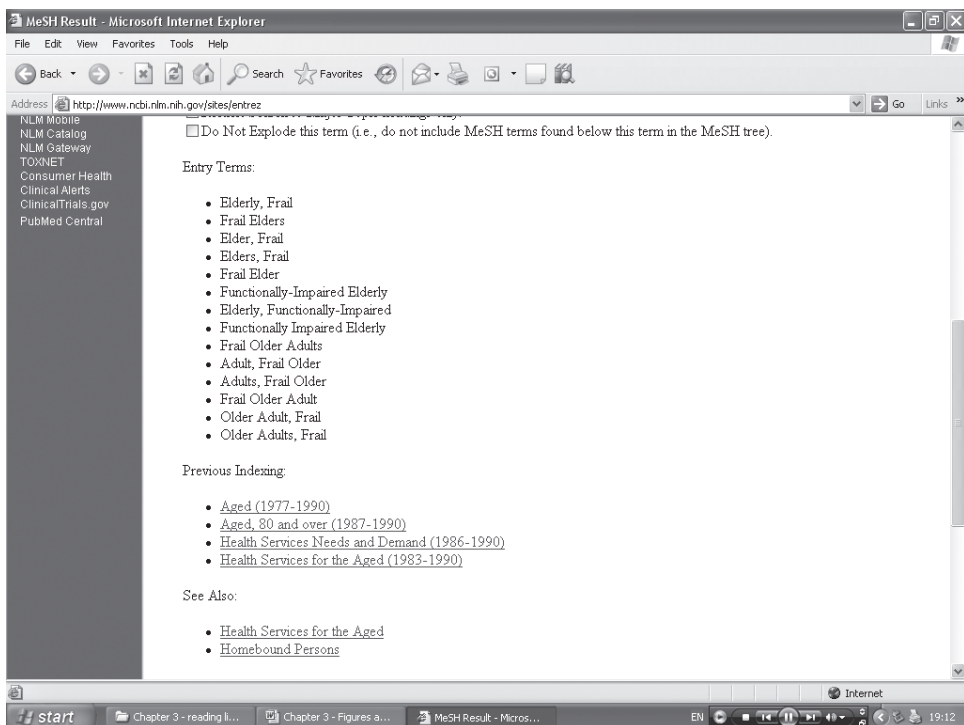 MeSH Result - Microsoft Internet Explorer
File Edit View Favorites Tools Help
Back Search Favorites
Address http://www.ncbi.nlm.nih.gov/sites/entrez Go Links »
NLM Mobile
NLM Catalog
NLM Gateway
TOXNET
Consumer Health
Clinical Alerts
ClinicalTrials.gov
PubMed Central
Do Not Explode this term (i.e., do not include MeSH terms found below this term in the MeSH tree).
Entry Terms:
• Elderly, Frail
• Frail Elders
• Elder, Frail
• Elders, Frail
• Frail Elder
• Functionally-Impaired Elderly
• Elderly, Functionally-Impaired
• Functionally Impaired Elderly
• Frail Older Adults
• Adult, Frail Older
• Adults, Frail Older
• Frail Older Adult
• Older Adult, Frail
• Older Adults, Frail
Previous Indexing:
• Aged (1977-1990)
• Aged, 80 and over (1987-1990)
• Health Services Needs and Demand (1986-1990)
• Health Services for the Aged (1983-1990)
See Also:
• Health Services for the Aged
• Homebound Persons
Internet
start Chapter 3 - reading li... Chapter 3 - Figures a... MeSH Result - Micros... EN 19:12